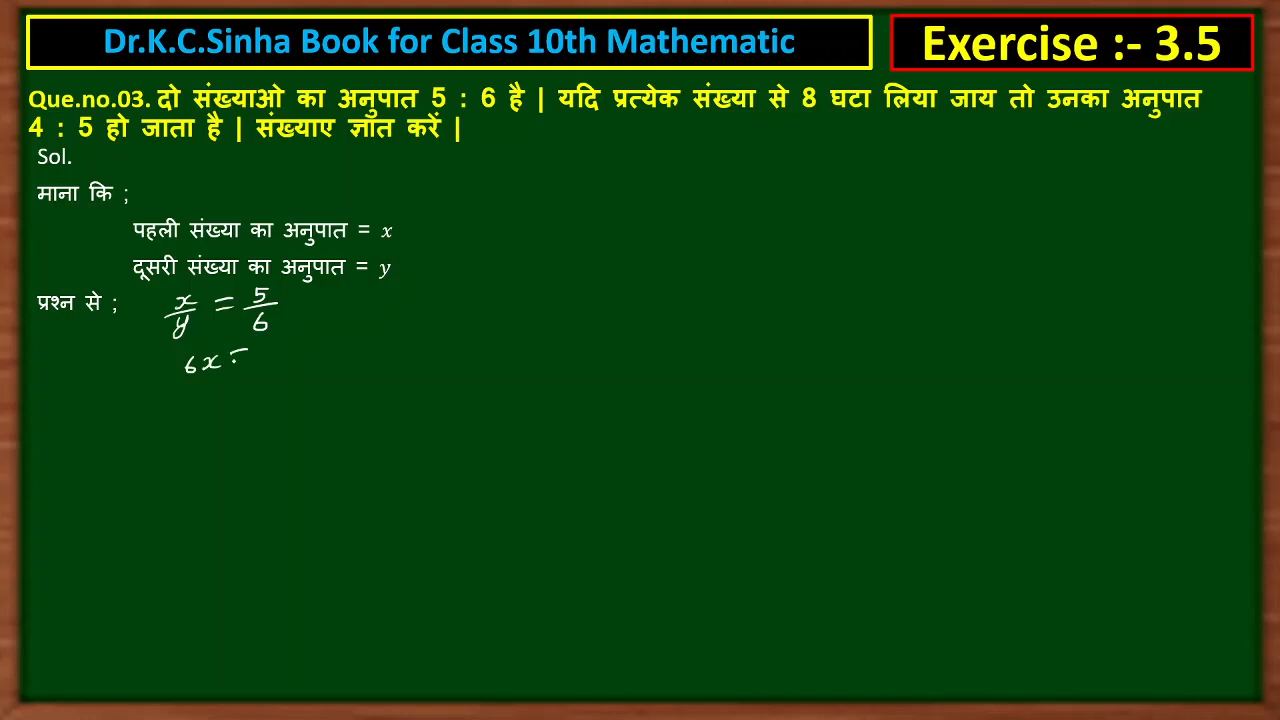 Dr.K.C.Sinha Book for Class 10th Mathematic
Exercise :- 3.5
Que.no.03. दो संख्याओ का अनुपात 5 : 6 है | यदि प्रत्येक संख्या से 8 घटा लिया जाय तो उनका अनुपात
4 : 5 हो जाता है | संख्याए ज्ञात करें |
Sol.
माना कि ;
पहली संख्या का अनुपात = x
दूसरी संख्या का अनुपात = y
प्रश्न से ; x/y = 5/6
6x =